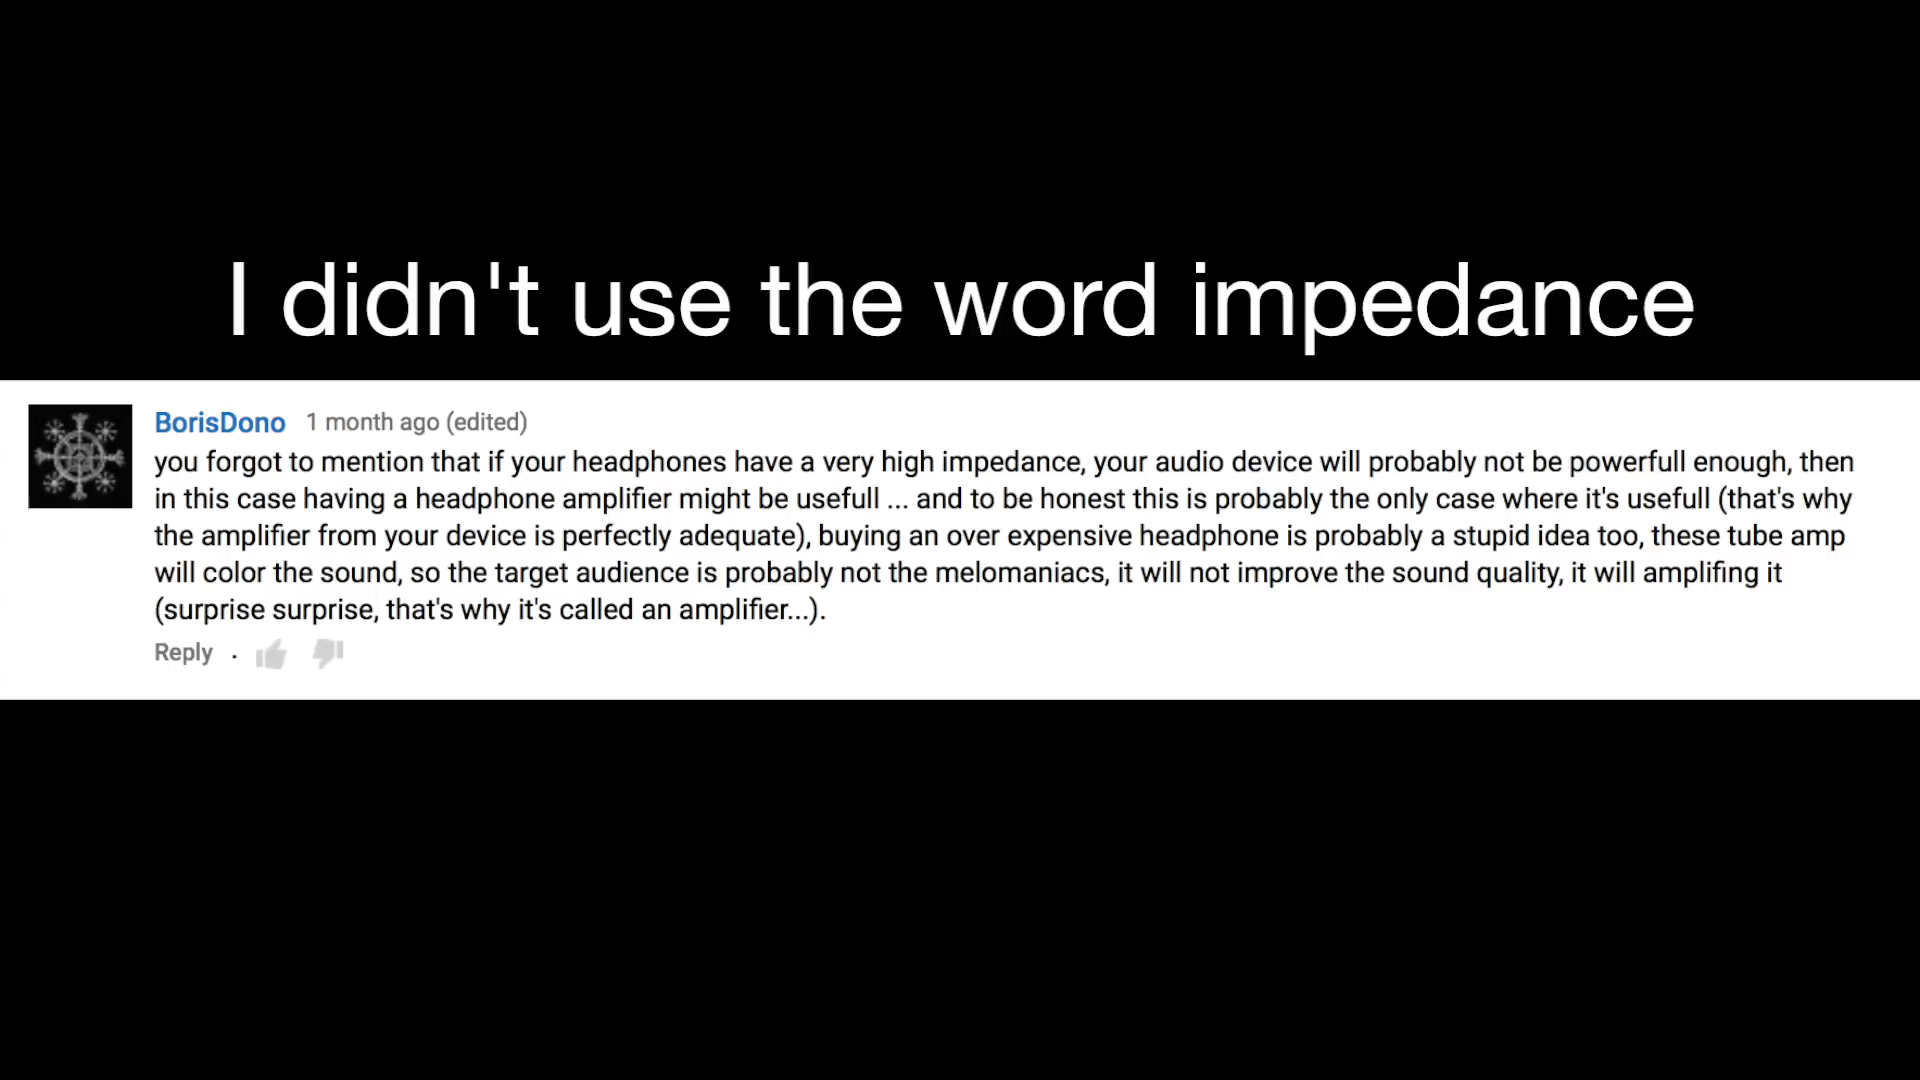 I didn't use the word impedance
BorisDono 1 month ago (edited)
you forgot to mention that if your headphones have a very high impedance, your audio device will probably not be powerfull enough, then
in this case having a headphone amplifier might be usefull ... and to be honest this is probably the only case where it's usefull (that's why
the amplifier from your device is perfectly adequate), buying an over expensive headphone is probably a stupid idea too, these tube amp
will color the sound, so the target audience is probably not the melomaniacs, it will not improve the sound quality, it will amplifing it
(surprise surprise, that's why it's called an amplifier...).
Reply .